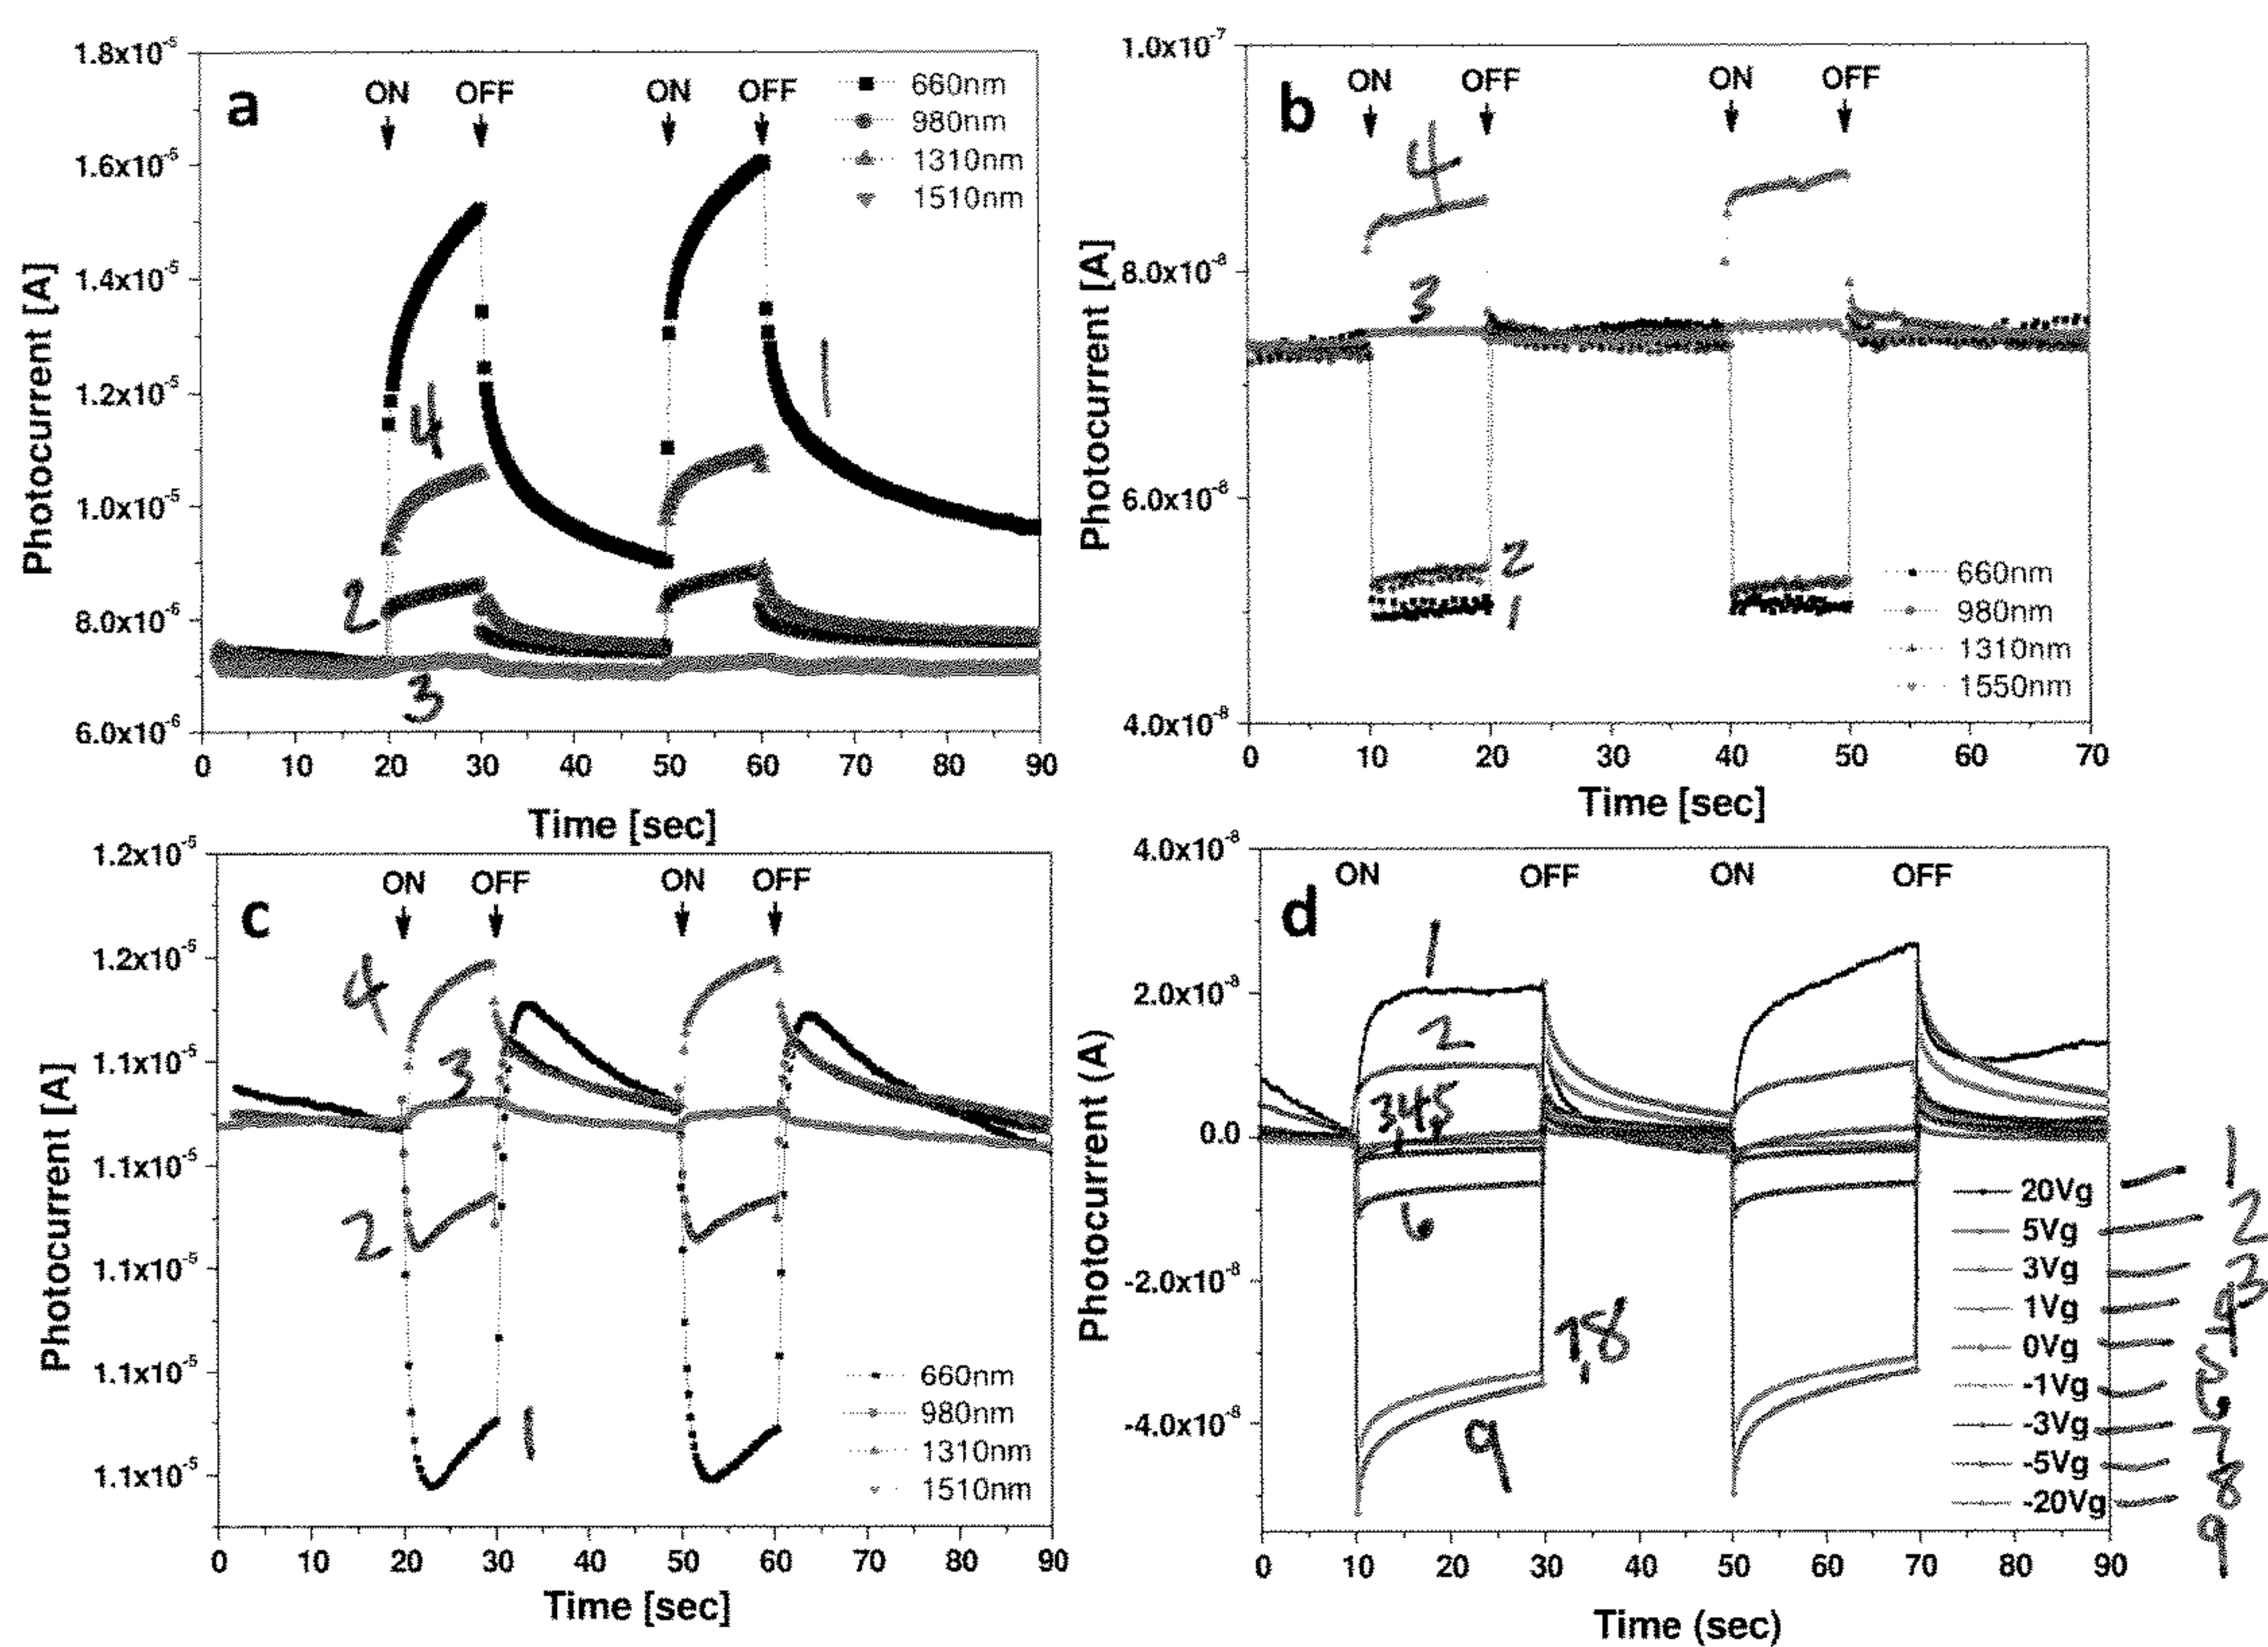 a
ON OFF ON OFF
660nm
980nm
1310nm
1510nm
1.8x10⁻⁵
1.6x10⁻⁵
1.4x10⁻⁵
1.2x10⁻⁵
1.0x10⁻⁵
8.0x10⁻⁶
6.0x10⁻⁶
Photocurrent [A]
4
1
2
3
0 10 20 30 40 50 60 70 80 90
Time [sec]
b
ON OFF ON OFF
1.0x10⁻⁷
8.0x10⁻⁸
6.0x10⁻⁸
4.0x10⁻⁸
Photocurrent [A]
4
3
2
1
660nm
980nm
1310nm
1550nm
0 10 20 30 40 50 60 70
Time [sec]
c
ON OFF ON OFF
1.2x10⁻⁵
1.2x10⁻⁵
1.1x10⁻⁵
1.1x10⁻⁵
1.1x10⁻⁵
1.1x10⁻⁵
1.1x10⁻⁵
Photocurrent [A]
4
3
2
1
660nm
980nm
1310nm
1510nm
0 10 20 30 40 50 60 70 80 90
Time [sec]
d
ON OFF ON OFF
4.0x10⁻⁸
2.0x10⁻⁸
0.0
-2.0x10⁻⁸
-4.0x10⁻⁸
Photocurrent (A)
1
2
3,4,5
6
7,8
9
20Vg 1
5Vg 2
3Vg 3
1Vg 4
0Vg 5
-1Vg 6
-3Vg 7
-5Vg 8
-20Vg 9
0 10 20 30 40 50 60 70 80 90
Time (sec)